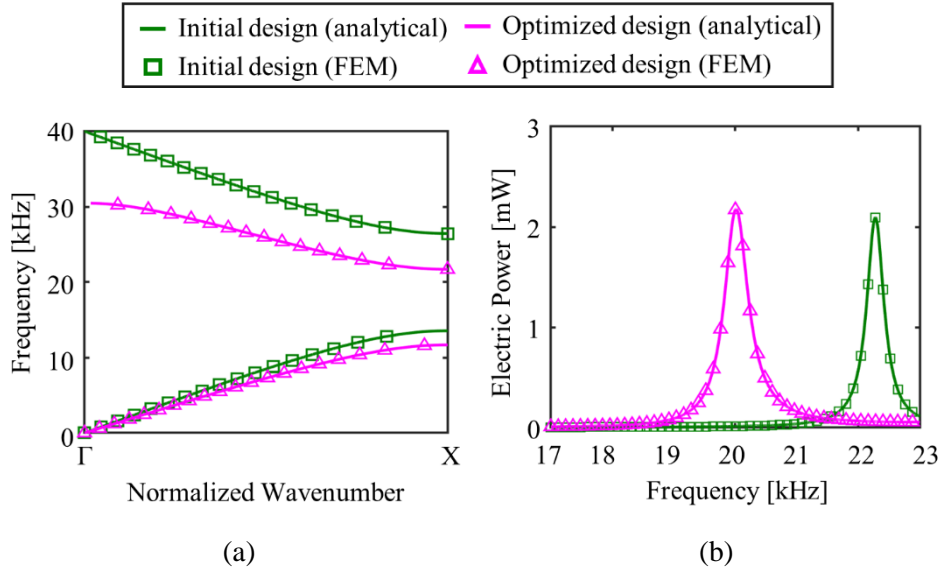 Initial design (analytical) Optimized design (analytical)
Initial design (FEM) Optimized design (FEM)
40
30
20
10
0
Γ X
Frequency [kHz]
Normalized Wavenumber
(a)
3
2
1
0
17 18 19 20 21 22 23
Electric Power [mW]
Frequency [kHz]
(b)